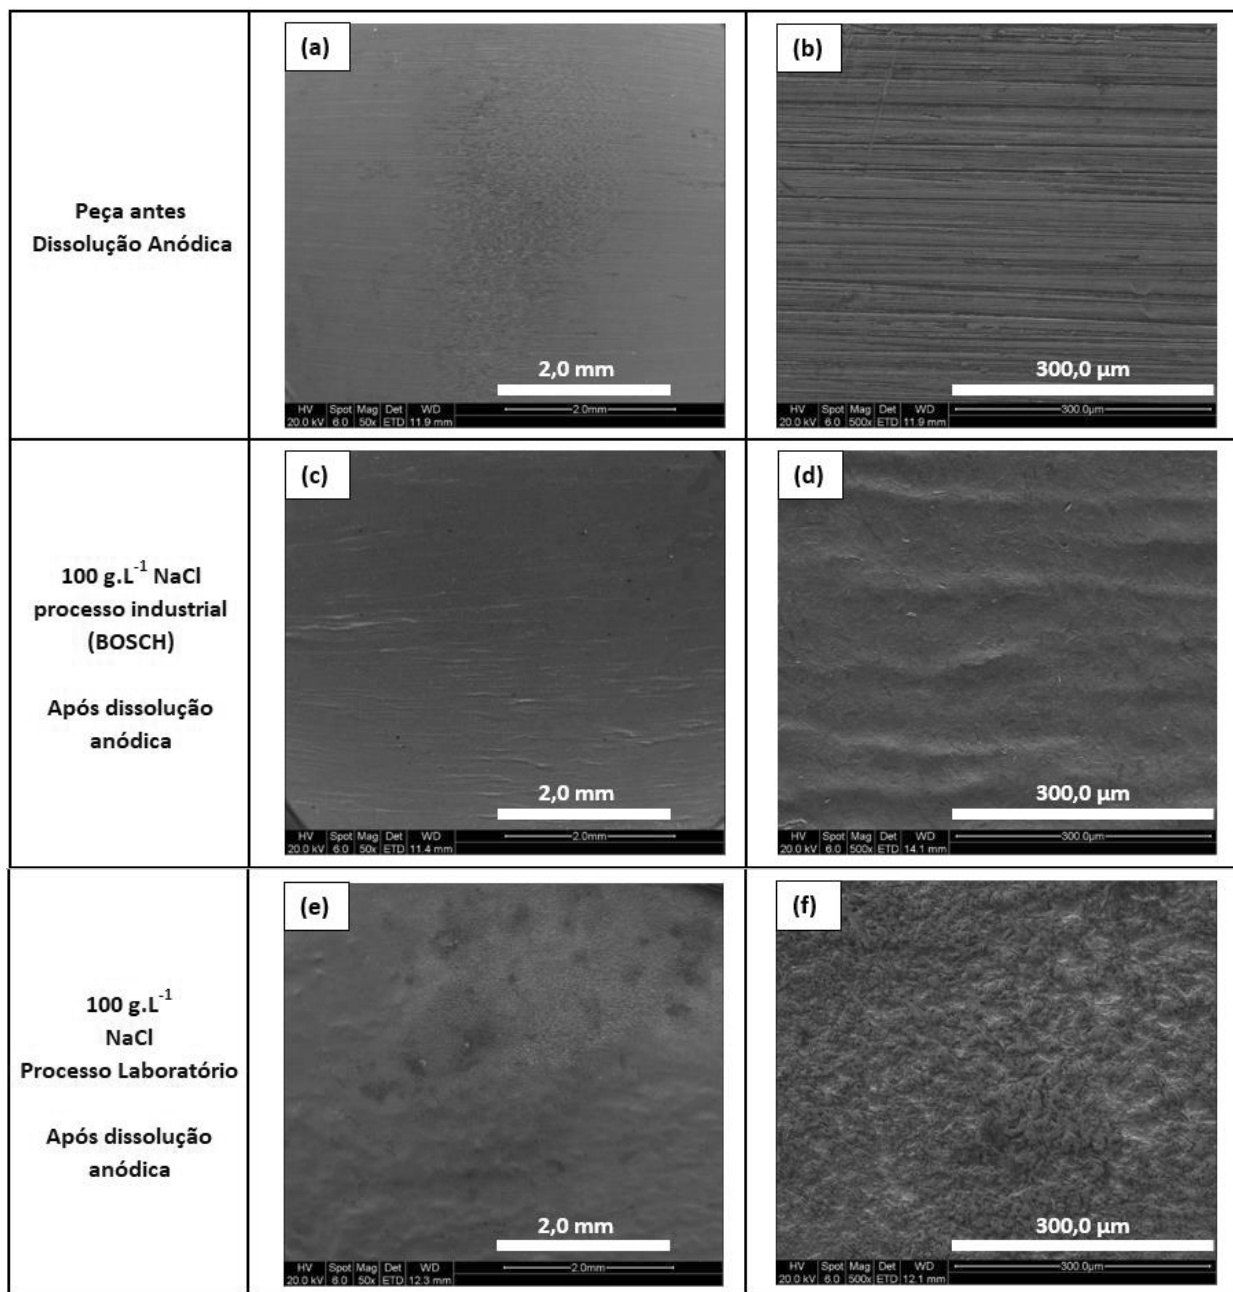 Peça antes
Dissolução Anódica
(a)
2,0 mm
HV Spot Mag Det WD
20.0 kV 6.0 50x ETD 11.9 mm
2.0mm
(b)
300,0 µm
HV Spot Mag Det WD
20.0 kV 6.0 500x ETD 11.9 mm
300.0µm
100 g.L⁻¹ NaCl
processo industrial
(BOSCH)
Após dissolução
anódica
(c)
2,0 mm
HV Spot Mag Det WD
20.0 kV 6.0 50x ETD 11.4 mm
2.0mm
(d)
300,0 µm
HV Spot Mag Det WD
20.0 kV 6.0 500x ETD 14.1 mm
300.0µm
100 g.L⁻¹
NaCl
Processo Laboratório
Após dissolução
anódica
(e)
2,0 mm
HV Spot Mag Det WD
20.0 kV 6.0 50x ETD 12.3 mm
2.0mm
(f)
300,0 µm
HV Spot Mag Det WD
20.0 kV 6.0 500x ETD 12.1 mm
300.0µm